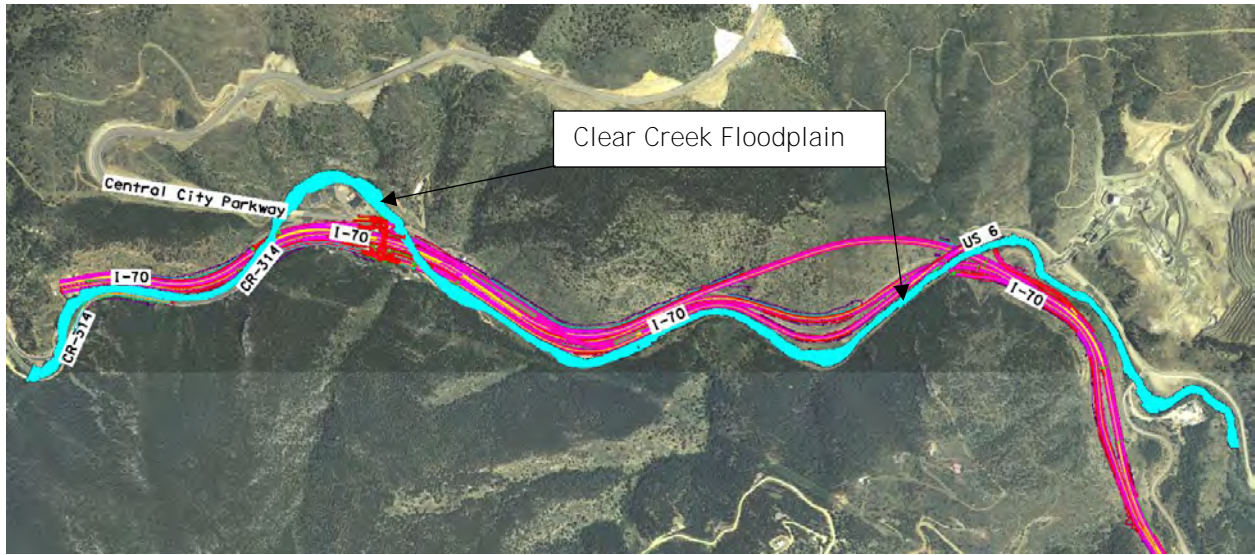 Clear Creek Floodplain
Central City Parkway
US 6
I-70
I-70
CR-314
I-70
I-70
CR-314